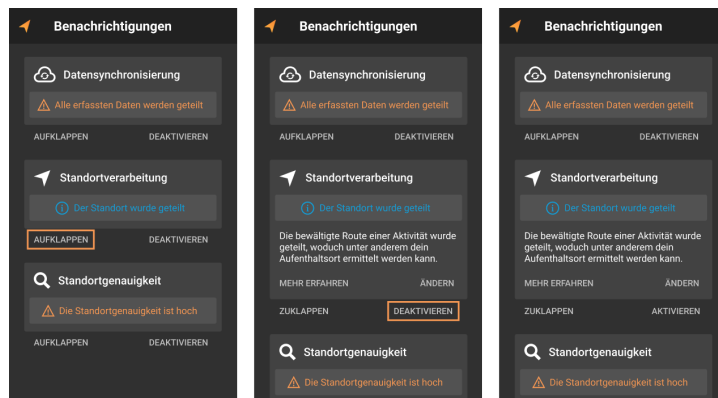 Benachrichtigungen
Datensynchronisierung
Alle erfassten Daten werden geteilt
AUFKLAPPEN DEAKTIVIEREN
Standortverarbeitung
Der Standort wurde geteilt
AUFKLAPPEN DEAKTIVIEREN
Standortgenauigkeit
Die Standortgenauigkeit ist hoch
AUFKLAPPEN DEAKTIVIEREN
Benachrichtigungen
Datensynchronisierung
Alle erfassten Daten werden geteilt
AUFKLAPPEN DEAKTIVIEREN
Standortverarbeitung
Der Standort wurde geteilt
Die bewältigte Route einer Aktivität wurde
geteilt, woduch unter anderem dein
Aufenthaltsort ermittelt werden kann.
MEHR ERFAHREN ÄNDERN
ZUKLAPPEN DEAKTIVIEREN
Standortgenauigkeit
Die Standortgenauigkeit ist hoch
Benachrichtigungen
Datensynchronisierung
Alle erfassten Daten werden geteilt
AUFKLAPPEN DEAKTIVIEREN
Standortverarbeitung
Der Standort wurde geteilt
Die bewältigte Route einer Aktivität wurde
geteilt, woduch unter anderem dein
Aufenthaltsort ermittelt werden kann.
MEHR ERFAHREN ÄNDERN
ZUKLAPPEN AKTIVIEREN
Standortgenauigkeit
Die Standortgenauigkeit ist hoch